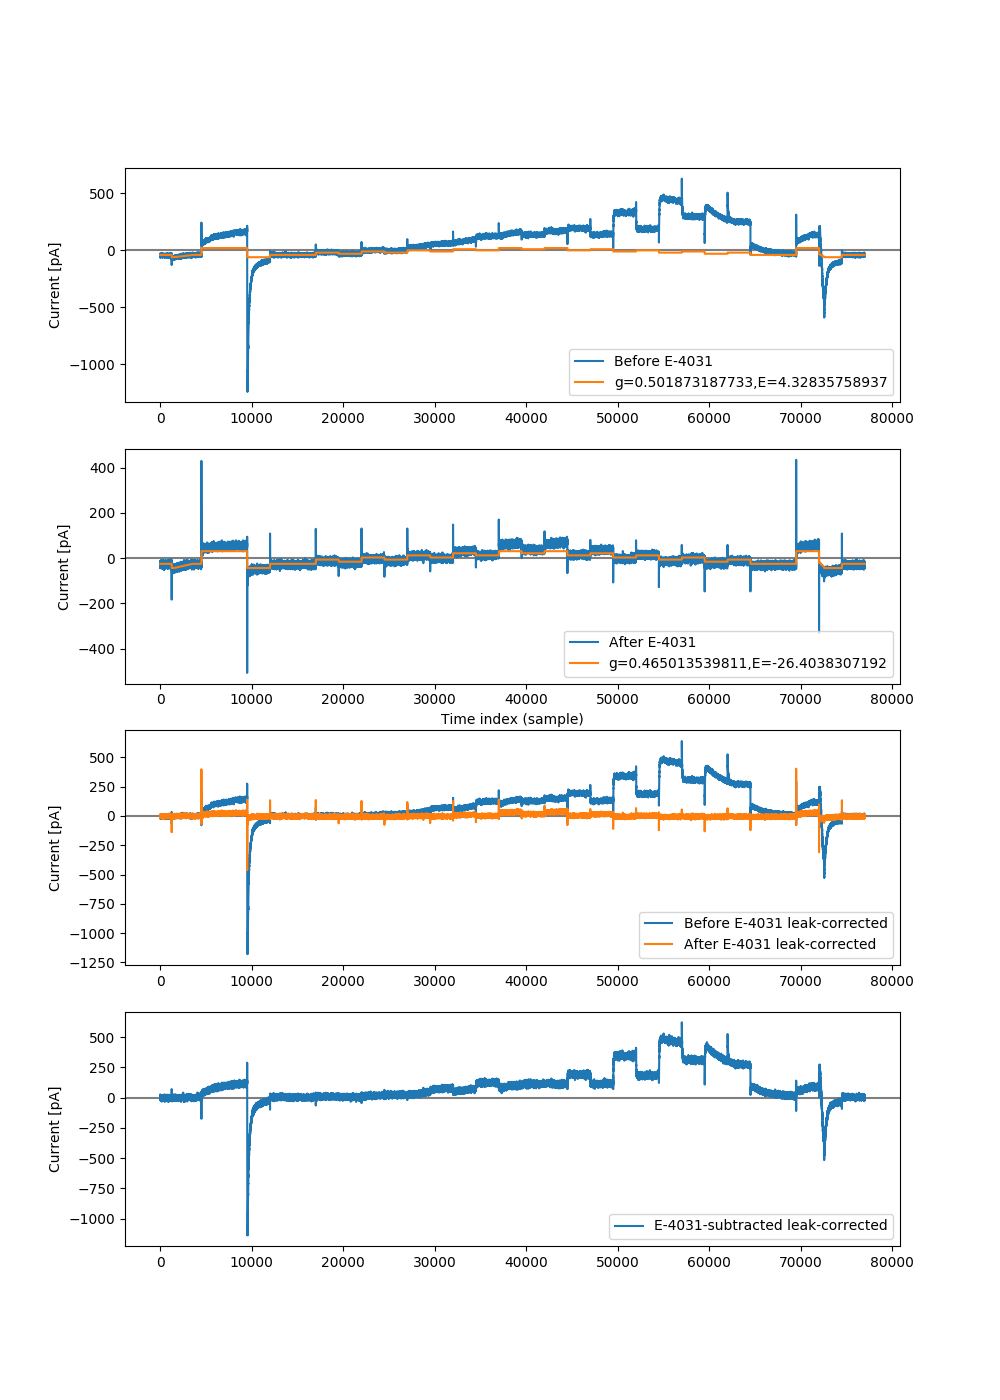 500
0
−500
−1000
Current [pA]
Before E-4031
g=0.501873187733,E=4.32835758937
0 10000 20000 30000 40000 50000 60000 70000 80000
400
200
0
−200
−400
Current [pA]
After E-4031
g=0.465013539811,E=-26.4038307192
0 10000 20000 30000 40000 50000 60000 70000 80000
Time index (sample)
500
250
0
−250
−500
−750
−1000
−1250
Current [pA]
Before E-4031 leak-corrected
After E-4031 leak-corrected
0 10000 20000 30000 40000 50000 60000 70000 80000
500
250
0
−250
−500
−750
−1000
Current [pA]
E-4031-subtracted leak-corrected
0 10000 20000 30000 40000 50000 60000 70000 80000